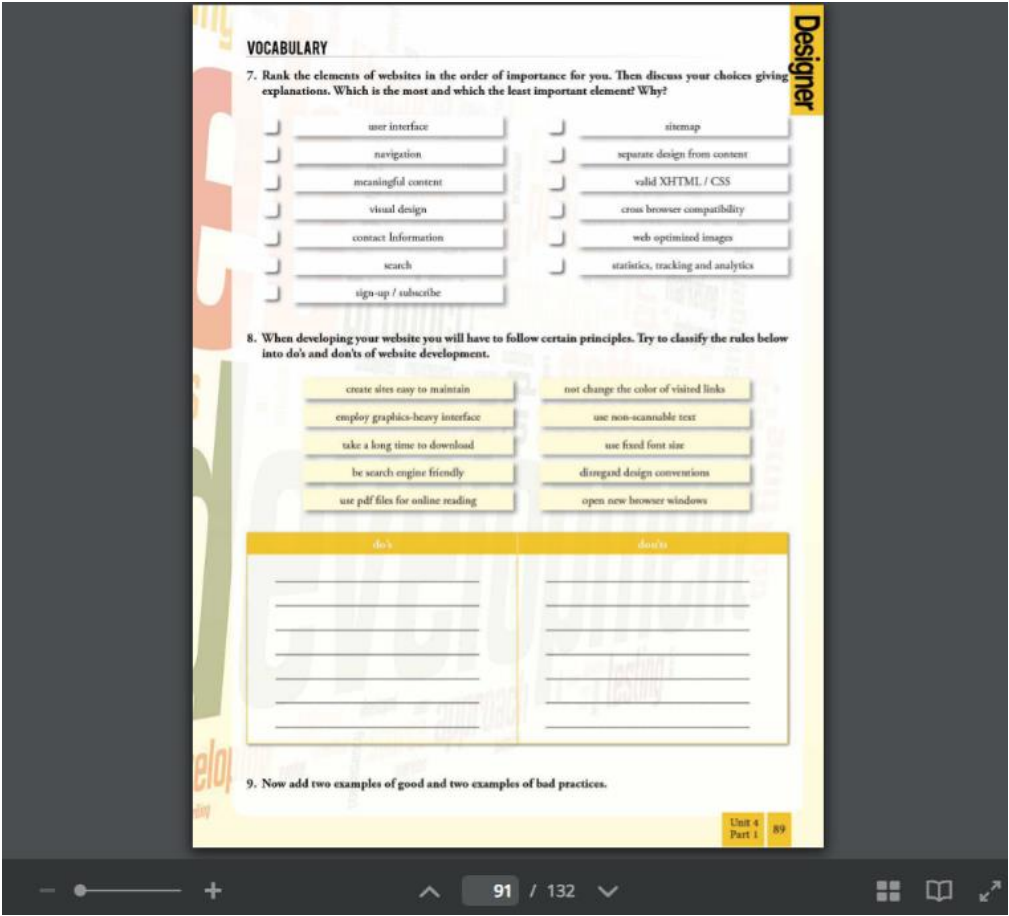 Designer
VOCABULARY
7. Rank the elements of websites in the order of importance for you. Then discuss your choices giving
explanations. Which is the most and which the least important element? Why?
user interface
navigation
meaningful content
visual design
contact Information
search
sign-up / subscribe
sitemap
separate design from content
valid XHTML / CSS
cross browser compatibility
web optimized images
statistics, tracking and analytics
8. When developing your website you will have to follow certain principles. Try to classify the rules below
into do's and don'ts of website development.
create sites easy to maintain
employ graphics-heavy interface
take a long time to download
be search engine friendly
use pdf files for online reading
not change the color of visited links
use non-scannable text
use fixed font size
disregard design conventions
open new browser windows
do's
don'ts
9. Now add two examples of good and two examples of bad practices.
Unit 4
Part 1
89
91 / 132